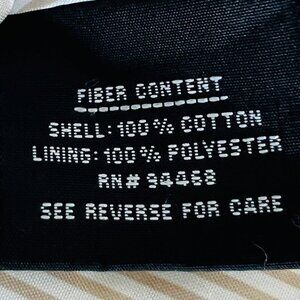 FIBER CONTENT
SHELL: 100% COTTON
LINING: 100% POLYESTER
RN# 94468
SEE REVERSE FOR CARE